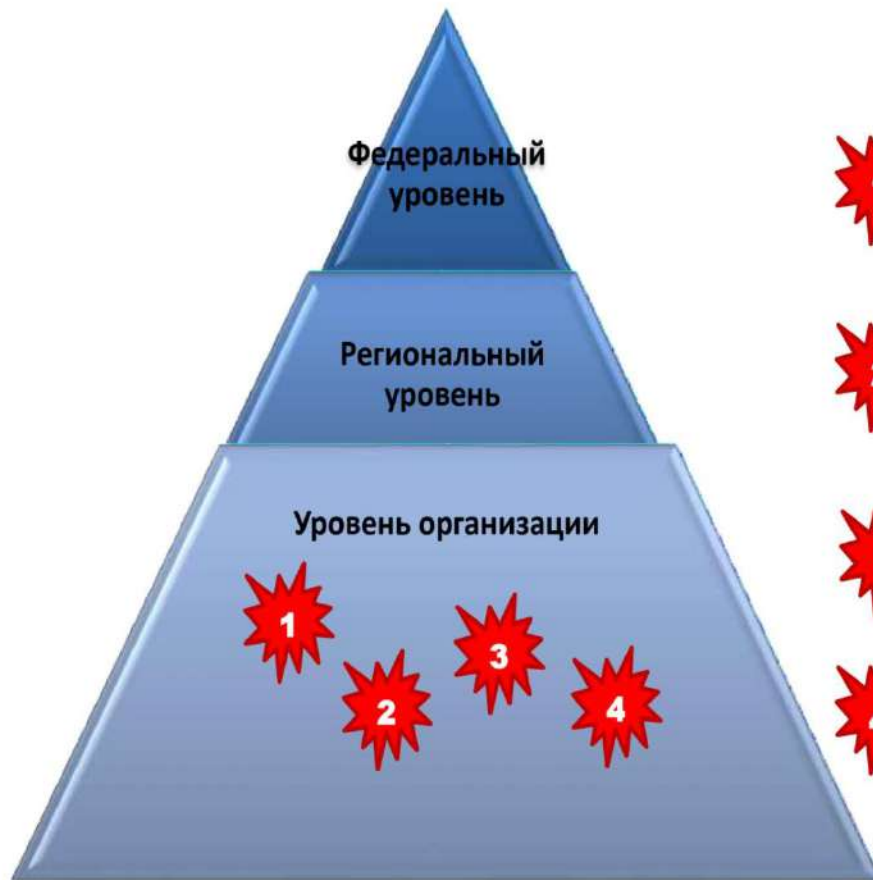 Федеральный
уровень
Региональный
уровень
Уровень организации
1
3
2
4